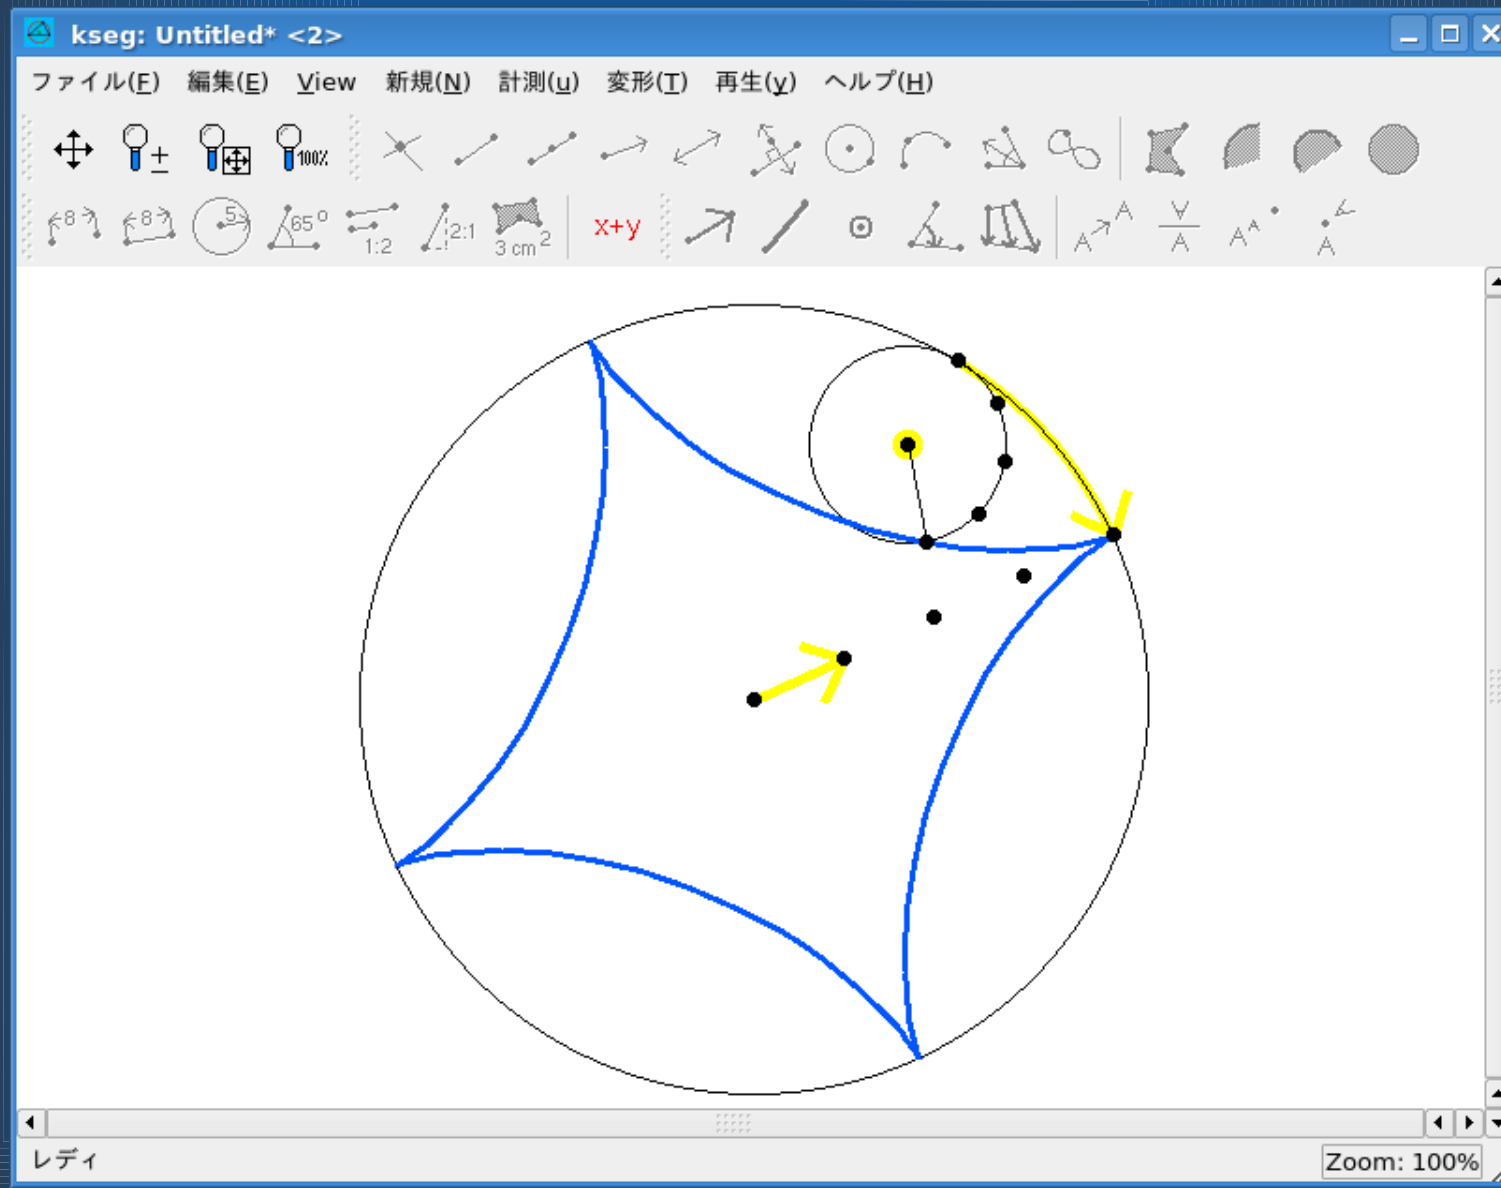 kseg: Untitled* <2>
ファイル(F) 編集(E) View 新規(N) 計測(u) 変形(T) 再生(y) ヘルプ(H)
± 100%
8 8 5 65° 1:2 2:1 3 cm² x+y A A A A A A A
レディ Zoom: 100%